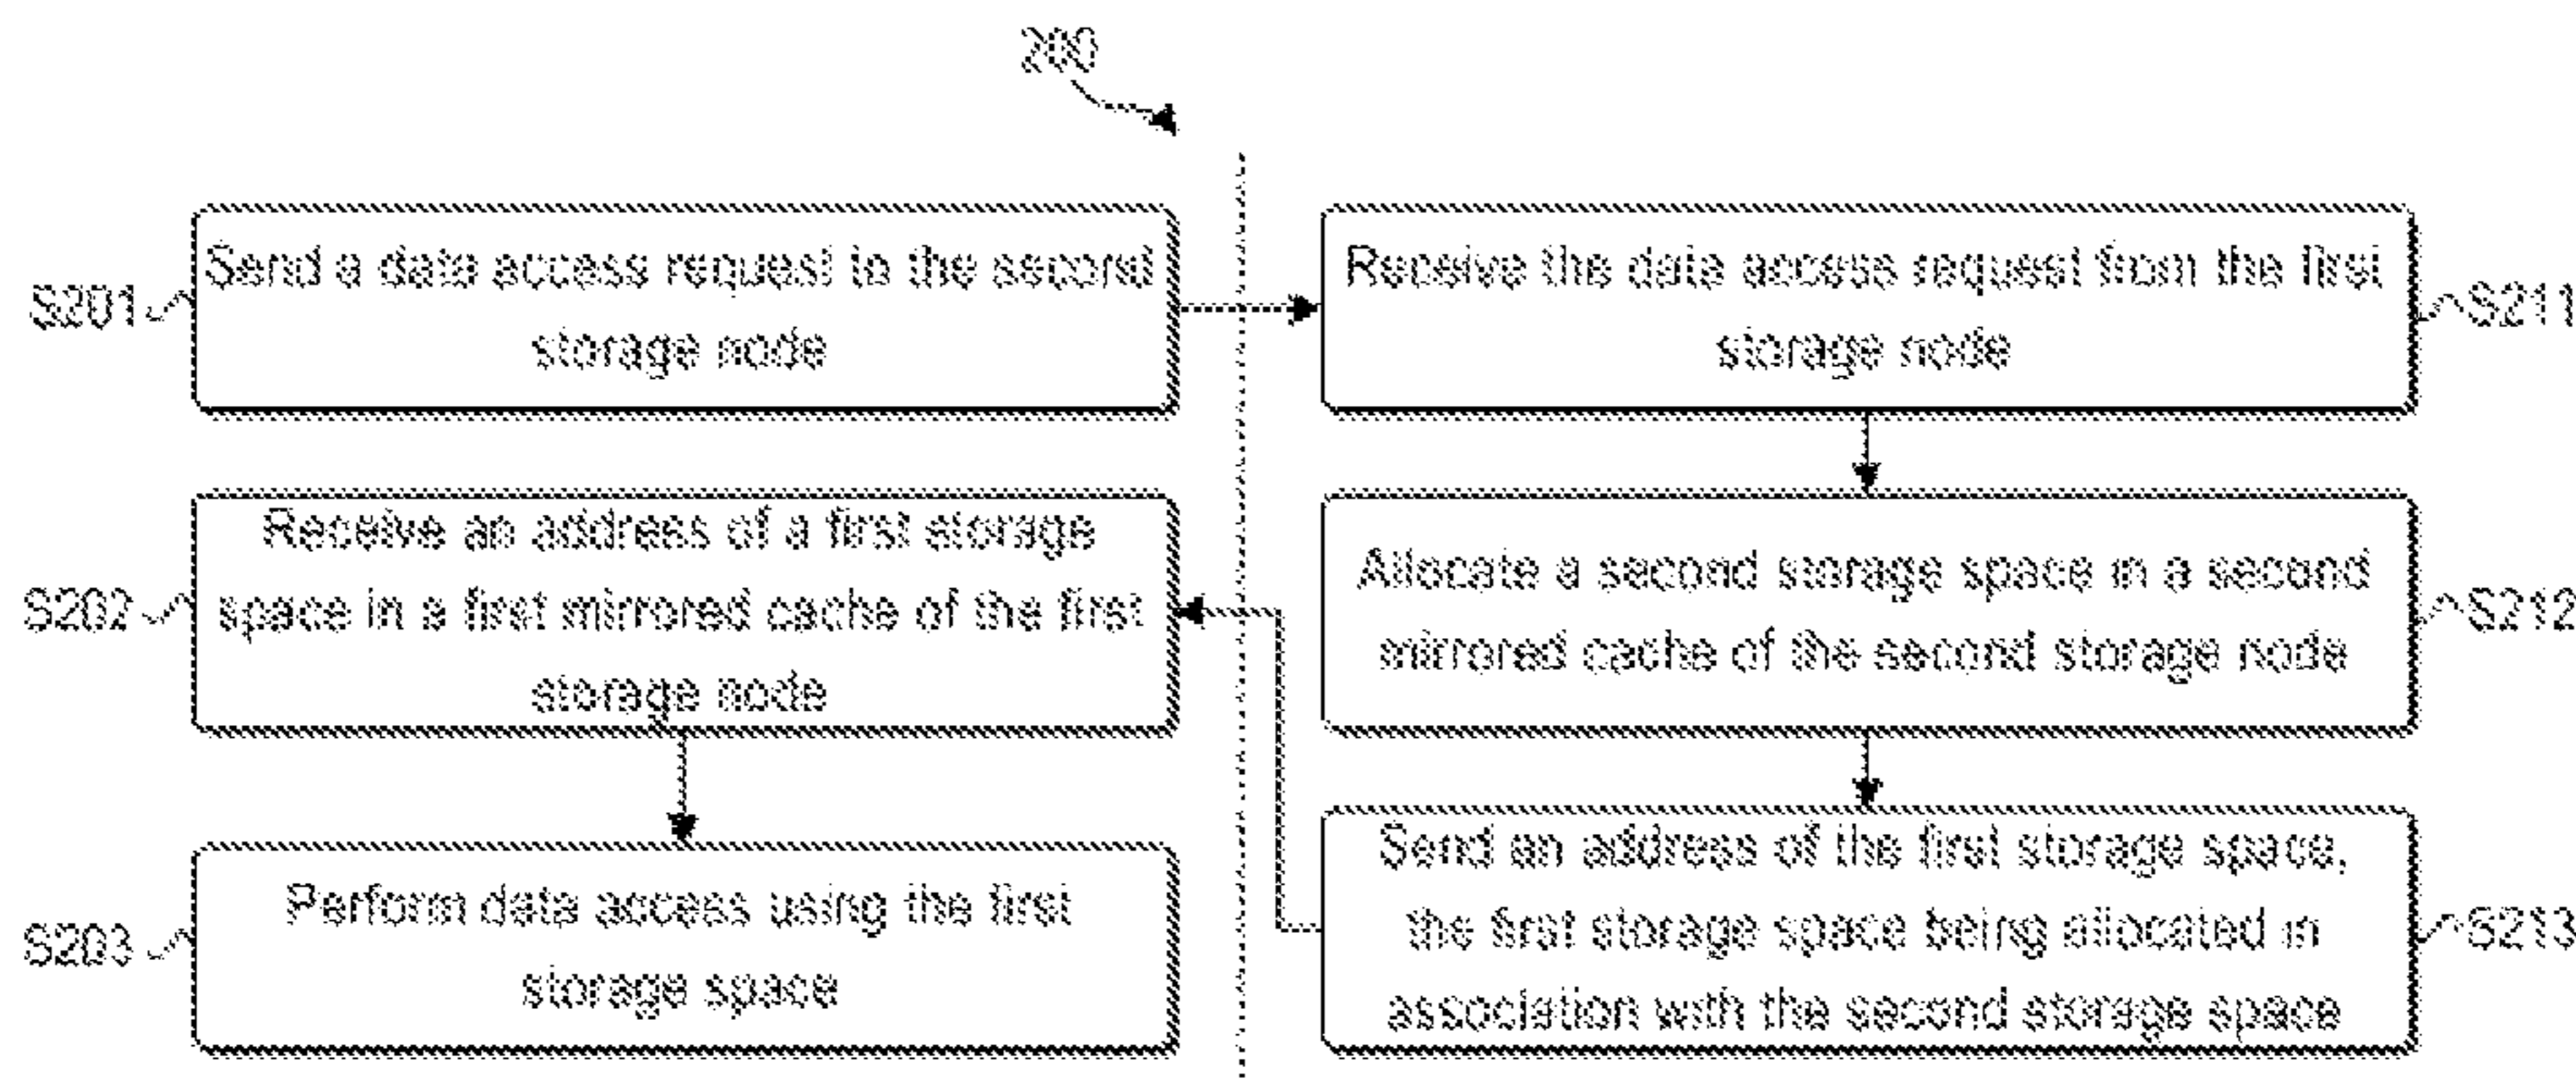 200
S201
Send a data access request to the second
storage node
Receive the data access request from the first
storage node
S211
S202
Receive an address of a first storage
space in a first mirrored cache of the first
storage node
Allocate a second storage space in a second
mirrored cache of the second storage node
S212
S203
Perform data access using the first
storage space
Send an address of the first storage space,
the first storage space being allocated in
association with the second storage space
S213